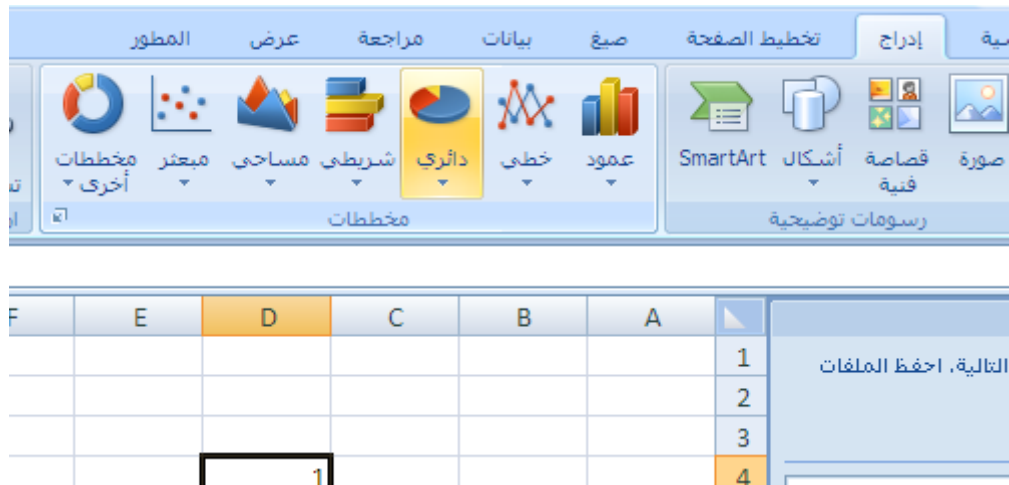 إدراج تخطيط الصفحة صيغ بيانات مراجعة عرض المطور
صورة قصاصة فنية أشكال SmartArt
رسومات توضيحية
عمود خطي دائري شريطي مساحي مبعثر مخططات أخرى
مخططات
A B C D E F
1
2
3
4 1
التالية، احفظ الملفات